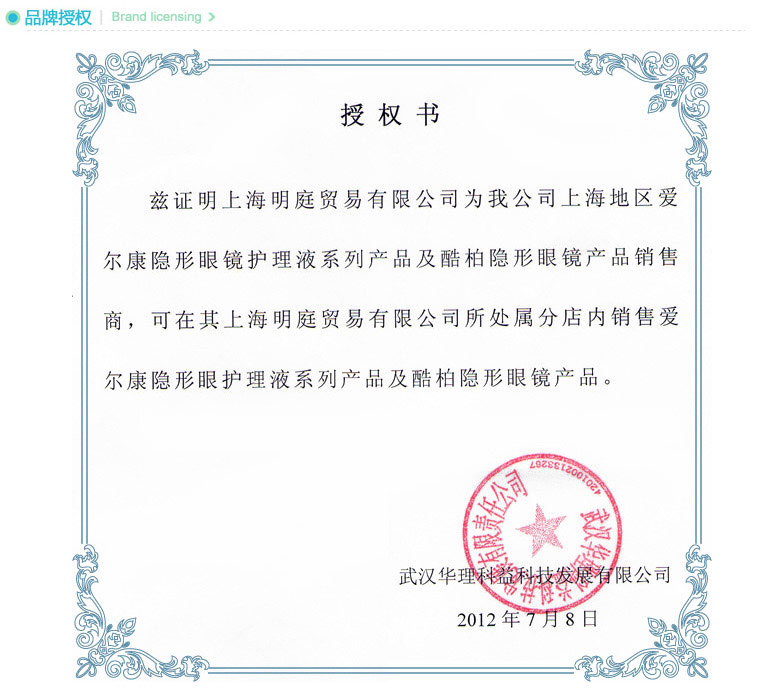 品牌授权 | Brand licensing >
授权书
兹证明上海明庭贸易有限公司为我公司上海地区爱
尔康隐形眼镜护理液系列产品及酷柏隐形眼镜产品销售
商，可在其上海明庭贸易有限公司所处属分店内销售爱
尔康隐形眼护理液系列产品及酷柏隐形眼镜产品。
武汉华理科益科技发展有限责任公司
4201002133267
武汉华理科益科技发展有限公司
2012年7月8日